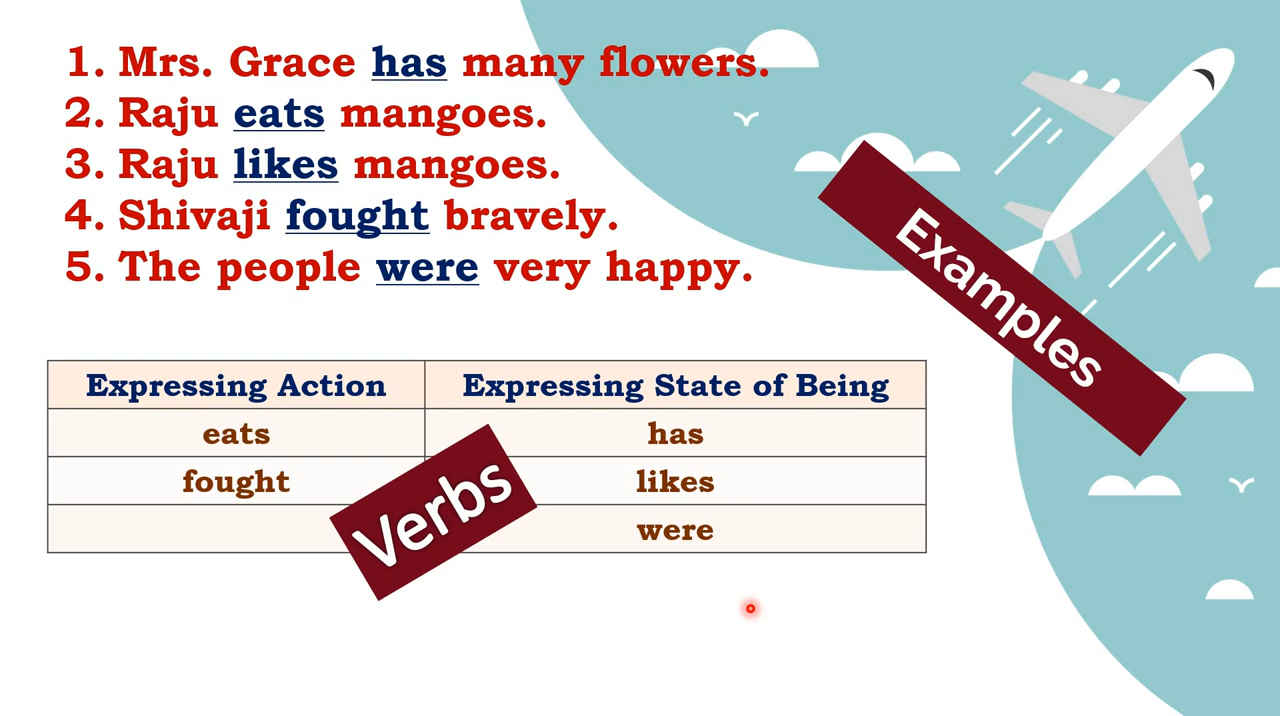 1. Mrs. Grace has many flowers.
2. Raju eats mangoes.
3. Raju likes mangoes.
4. Shivaji fought bravely.
5. The people were very happy.
Examples
Expressing Action Expressing State of Being
eats has
fought likes
were
Verbs